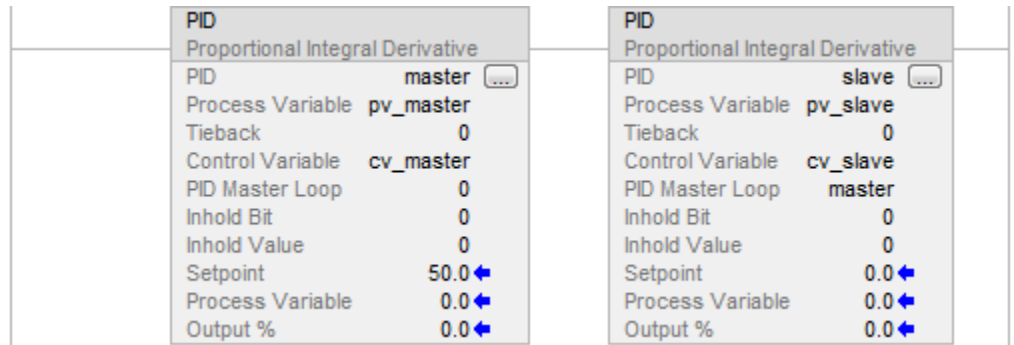 PID
Proportional Integral Derivative
PID master ...
Process Variable pv_master
Tieback 0
Control Variable cv_master
PID Master Loop 0
Inhold Bit 0
Inhold Value 0
Setpoint 50.0
Process Variable 0.0
Output % 0.0
PID
Proportional Integral Derivative
PID slave ...
Process Variable pv_slave
Tieback 0
Control Variable cv_slave
PID Master Loop master
Inhold Bit 0
Inhold Value 0
Setpoint 0.0
Process Variable 0.0
Output % 0.0